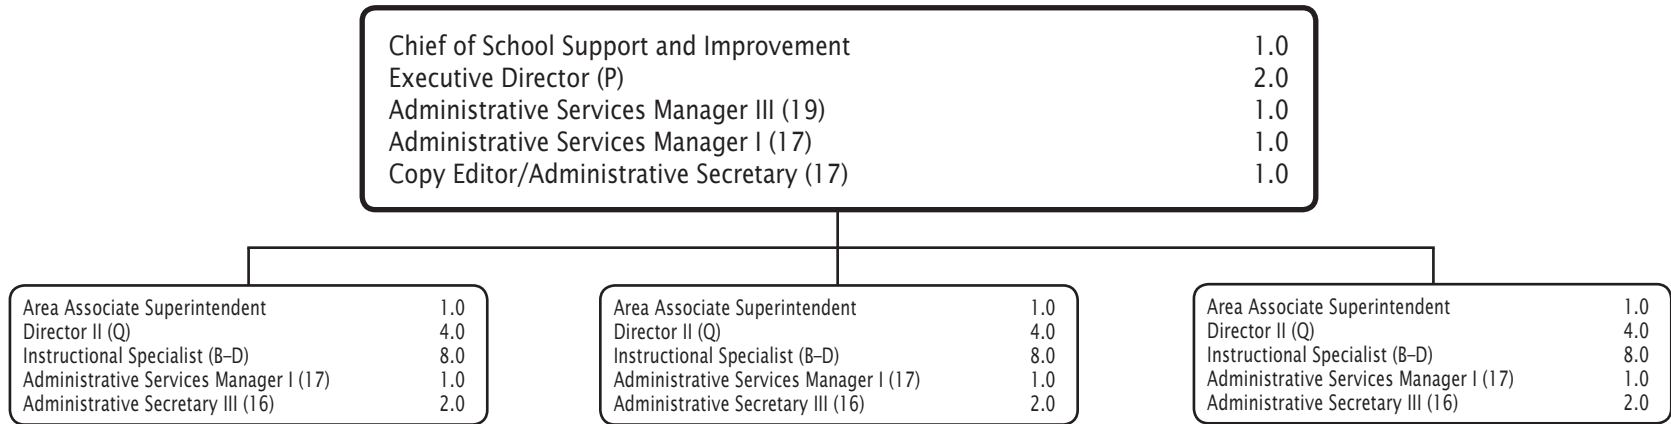 Chief of School Support and Improvement 1.0
Executive Director (P) 2.0
Administrative Services Manager III (19) 1.0
Administrative Services Manager I (17) 1.0
Copy Editor/Administrative Secretary (17) 1.0
Area Associate Superintendent 1.0
Director II (Q) 4.0
Instructional Specialist (B–D) 8.0
Administrative Services Manager I (17) 1.0
Administrative Secretary III (16) 2.0
Area Associate Superintendent 1.0
Director II (Q) 4.0
Instructional Specialist (B–D) 8.0
Administrative Services Manager I (17) 1.0
Administrative Secretary III (16) 2.0
Area Associate Superintendent 1.0
Director II (Q) 4.0
Instructional Specialist (B–D) 8.0
Administrative Services Manager I (17) 1.0
Administrative Secretary III (16) 2.0